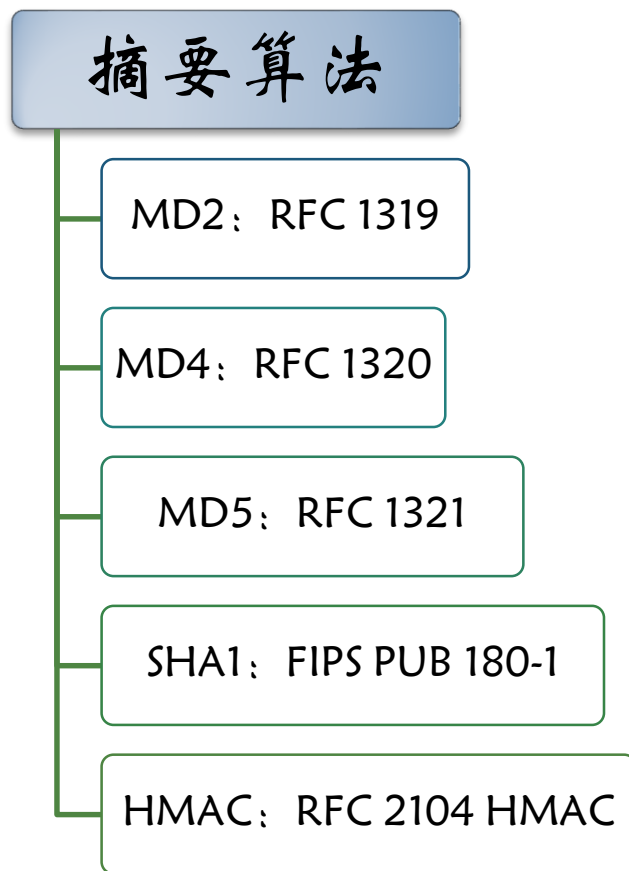 摘要算法
MD2：RFC 1319
MD4：RFC 1320
MD5：RFC 1321
SHA1：FIPS PUB 180-1
HMAC：RFC 2104 HMAC